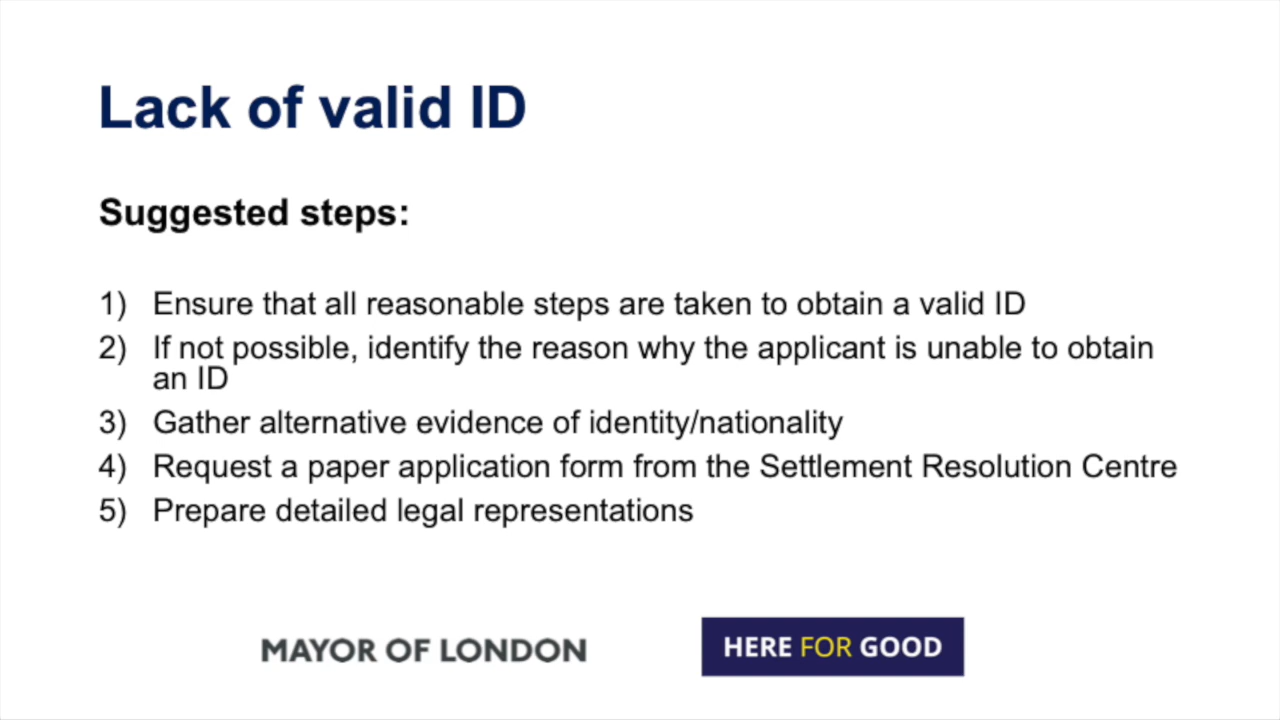 Lack of valid ID
Suggested steps:
1) Ensure that all reasonable steps are taken to obtain a valid ID
2) If not possible, identify the reason why the applicant is unable to obtain
an ID
3) Gather alternative evidence of identity/nationality
4) Request a paper application form from the Settlement Resolution Centre
5) Prepare detailed legal representations
MAYOR OF LONDON
HERE FOR GOOD